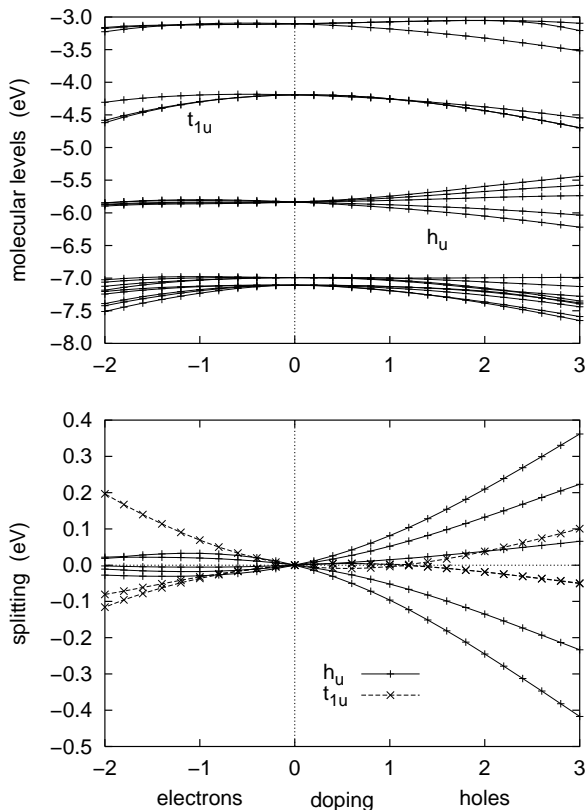 molecular levels (eV)
−3.0
−3.5
−4.0
−4.5
−5.0
−5.5
−6.0
−6.5
−7.0
−7.5
−8.0
t1u
hu
−2 −1 0 1 2 3
splitting (eV)
0.4
0.3
0.2
0.1
0.0
−0.1
−0.2
−0.3
−0.4
−0.5
hu
t1u
−2 −1 0 1 2 3
electrons doping holes